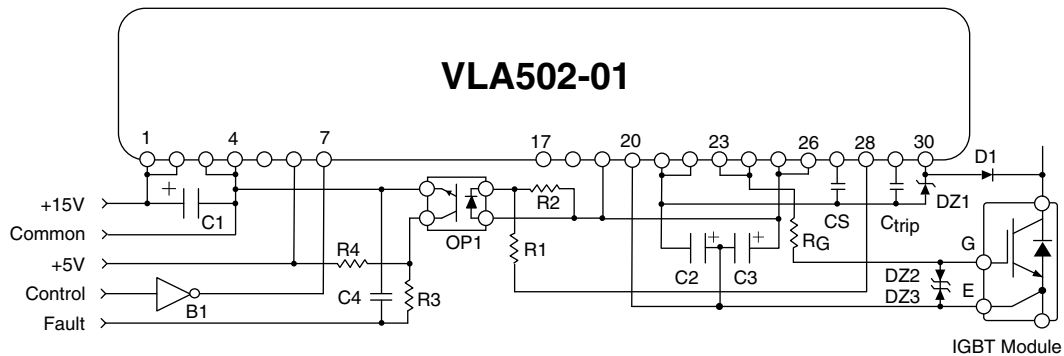 VLA502-01
1 4 7 17 20 23 26 28 30
D1
+15V
+
C1
Common
+5V
Control
Fault
B1
R4
C4
R3
OP1
R2
R1
+ +
C2 C3
RG
CS
Ctrip
DZ1
G
DZ2
DZ3
E
IGBT Module